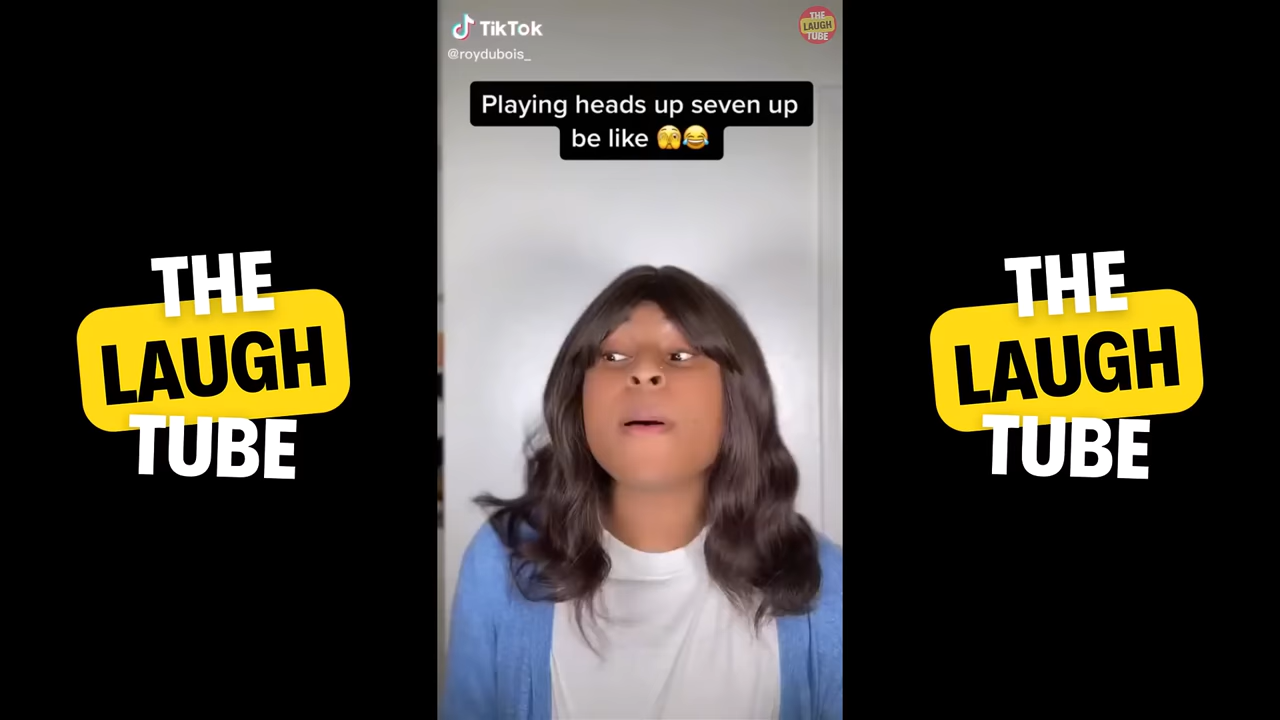 TikTok
@roydubois_
THE
LAUGH
TUBE
Playing heads up seven up
be like 🫣😂
THE
LAUGH
TUBE
THE
LAUGH
TUBE